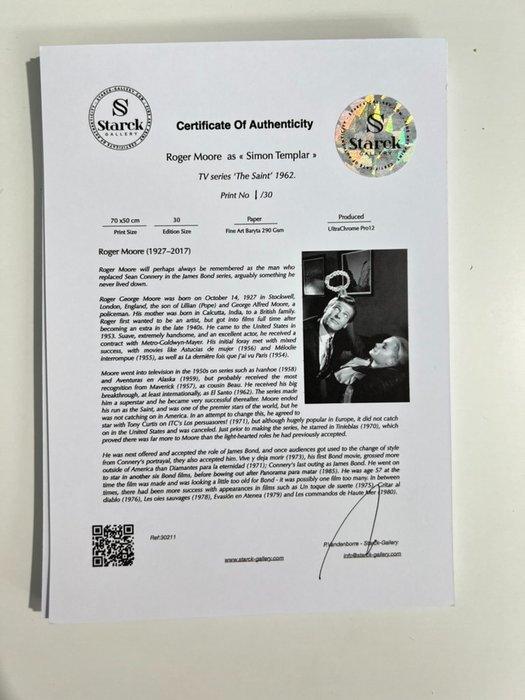 STARCK-GALLERY.COM
S
Starck
GALLERY
Certificate Of Authenticity
S
Starck
GALLERY
Roger Moore as « Simon Templar »
TV series 'The Saint' 1962.
Print No 1 /30
70 x50 cm 30 Paper Produced
Print Size Edition Size Fine Art Baryta 290 Gsm UltraChrome Pro12
Roger Moore (1927–2017)
Roger Moore will perhaps always be remembered as the man who
replaced Sean Connery in the James Bond series, arguably something he
never lived down.
Roger George Moore was born on October 14, 1927 in Stockwell,
London, England, the son of Lillian (Pope) and George Alfred Moore, a
policeman. His mother was born in Calcutta, India, to a British family.
Roger first wanted to be an artist, but got into films full time after
becoming an extra in the late 1940s. He came to the United States in
1953. Suave, extremely handsome, and an excellent actor, he received a
contract with Metro-Goldwyn-Mayer. His initial foray met with mixed
success, with movies like Astucias de mujer (1956) and Mélodie
interrompue (1955), as well as La dernière fois que j'ai vu Paris (1954).
Moore went into television in the 1950s on series such as Ivanhoe (1958)
and Aventuras en Alaska (1959), but probably received the most
recognition from Maverick (1957), as cousin Beau. He received his big
breakthrough, at least internationally, as El Santo (1962). The series made
him a superstar and he became very successful thereafter. Moore ended
his run as the Saint, and was one of the premier stars of the world, but he
was not catching on in America. In an attempt to change this, he agreed to
star with Tony Curtis on ITC's Los persuasores! (1971), but although hugely popular in Europe, it did not catch
on in the United States and was canceled. Just prior to making the series, he starred in Tinieblas (1970), which
proved there was far more to Moore than the light-hearted roles he had previously accepted.
He was next offered and accepted the role of James Bond, and once audiences got used to the change of style
from Connery's portrayal, they also accepted him. Vive y deja morir (1973), his first Bond movie, grossed more
outside of America than Diamantes para la eternidad (1971); Connery's last outing as James Bond. He went on
to star in another six Bond films, before bowing out after Panorama para matar (1985). He was age 57 at the
time the film was made and was looking a little too old for Bond - it was possibly one film too many. In between
times, there had been more success with appearances in films such as Un toque de suerte (1975), Gritar al
diablo (1976), Les oies sauvages (1978), Evasión en Atenea (1979) and Les commandos de Haute Mer (1980).
Ref:30211
P.Vandenborre - Starck-Gallery
www.starck-gallery.com info@starck-gallery.com